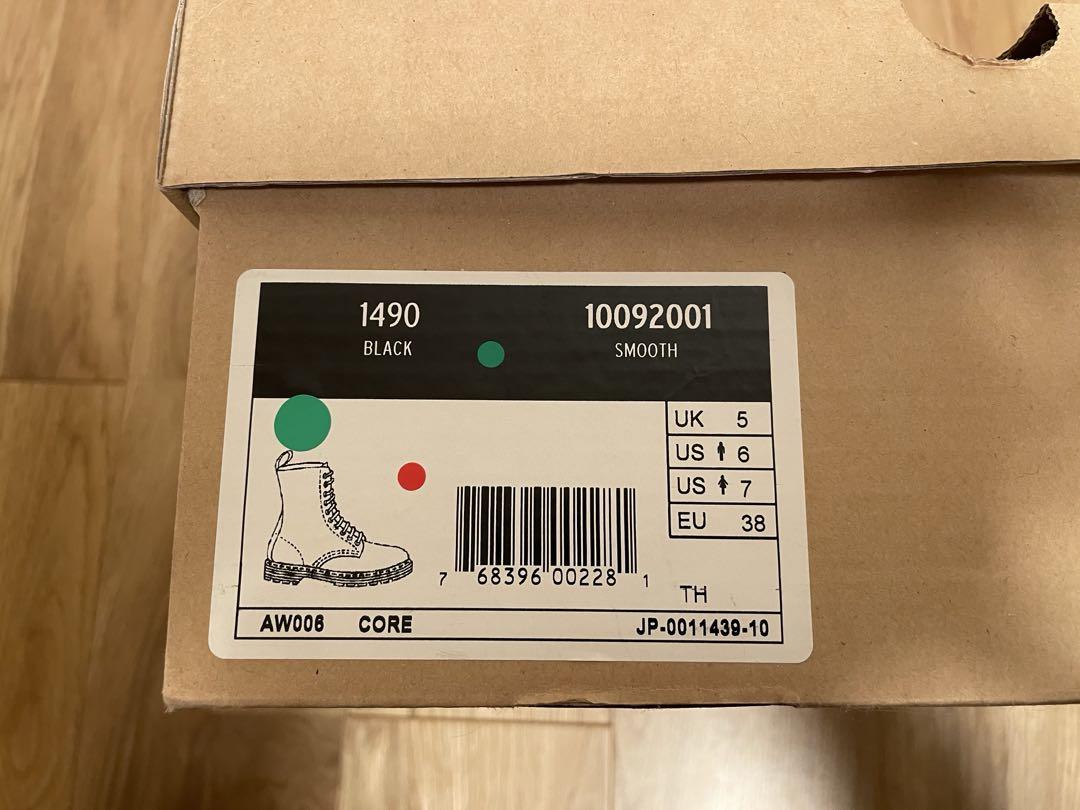 1490 10092001
BLACK SMOOTH
UK 5
US 6
US 7
EU 38
7 68396 00228 1
TH
AW006 CORE JP-0011439-10